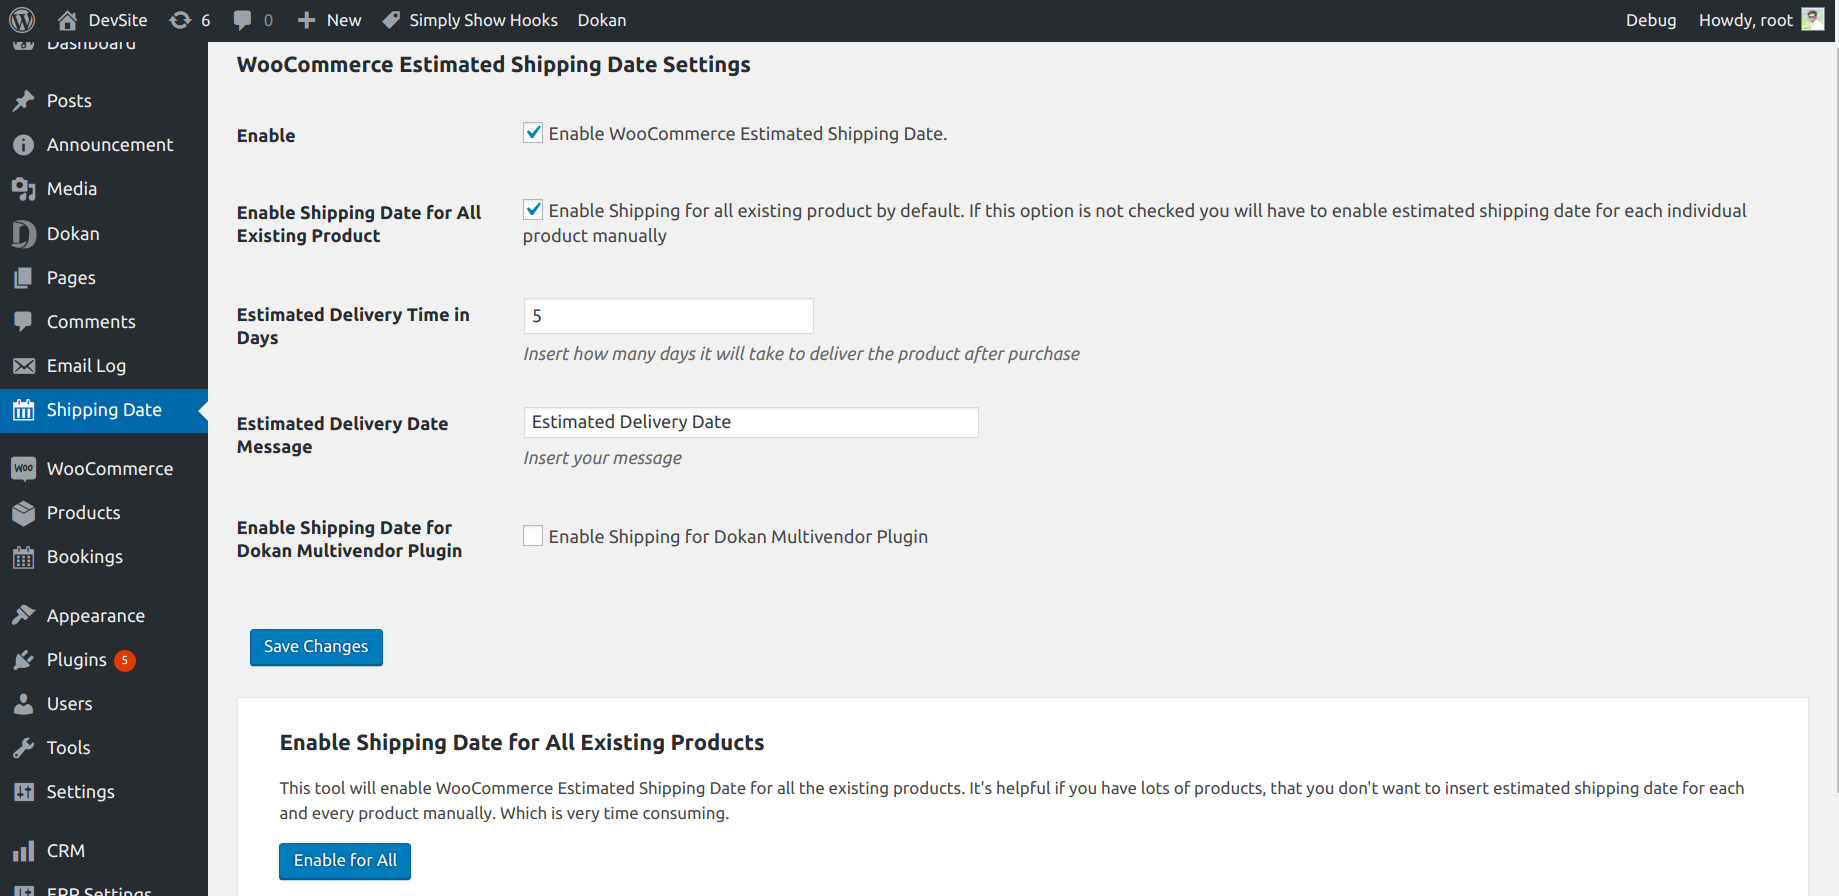 DevSite 6 0 New Simply Show Hooks Dokan Debug Howdy, root
Dashboard
Posts
Announcement
Media
Dokan
Pages
Comments
Email Log
Shipping Date
Woo WooCommerce
Products
Bookings
Appearance
Plugins 5
Users
Tools
Settings
CRM
ERP Settings
WooCommerce Estimated Shipping Date Settings
Enable
Enable WooCommerce Estimated Shipping Date.
Enable Shipping Date for All
Existing Product
Enable Shipping for all existing product by default. If this option is not checked you will have to enable estimated shipping date for each individual
product manually
Estimated Delivery Time in
Days
5
Insert how many days it will take to deliver the product after purchase
Estimated Delivery Date
Message
Estimated Delivery Date
Insert your message
Enable Shipping Date for
Dokan Multivendor Plugin
Enable Shipping for Dokan Multivendor Plugin
Save Changes
Enable Shipping Date for All Existing Products
This tool will enable WooCommerce Estimated Shipping Date for all the existing products. It's helpful if you have lots of products, that you don't want to insert estimated shipping date for each
and every product manually. Which is very time consuming.
Enable for All